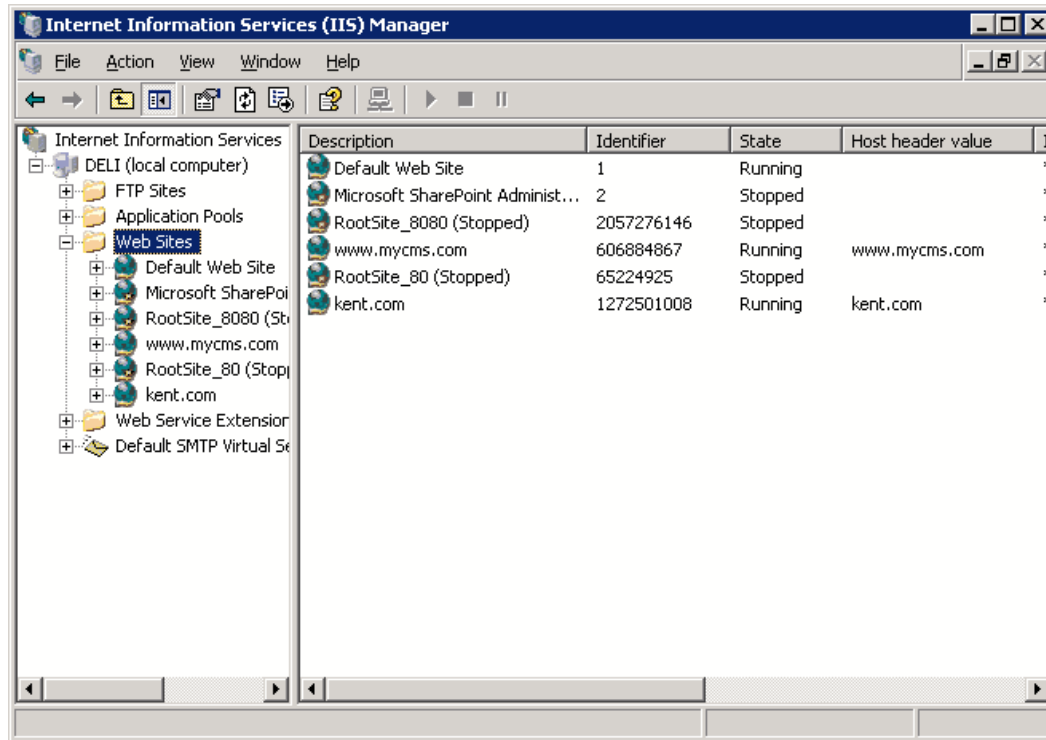 Internet Information Services (IIS) Manager
File Action View Window Help
Internet Information Services
DELI (local computer)
FTP Sites
Application Pools
Web Sites
Default Web Site
Microsoft SharePoi
RootSite_8080 (Sto
www.mycms.com
RootSite_80 (Stopp
kent.com
Web Service Extension
Default SMTP Virtual Se
Description Identifier State Host header value
Default Web Site 1 Running
Microsoft SharePoint Administ... 2 Stopped
RootSite_8080 (Stopped) 2057276146 Stopped
www.mycms.com 606884867 Running www.mycms.com
RootSite_80 (Stopped) 65224925 Stopped
kent.com 1272501008 Running kent.com